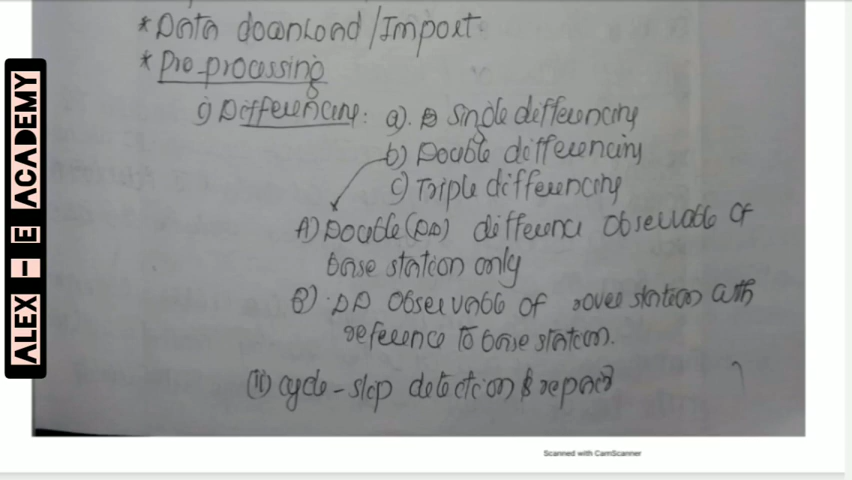 * Data download/Import.
* Pre-processing
i) Differencing: a). Single differencing
b) Double differencing
c) Triple differencing
A) Double (DD) difference observable of
base station only
B) DD observable of rover station with
reference to base station.
(ii) cycle-slip detection & repair
ALEX - E ACADEMY
Scanned with CamScanner